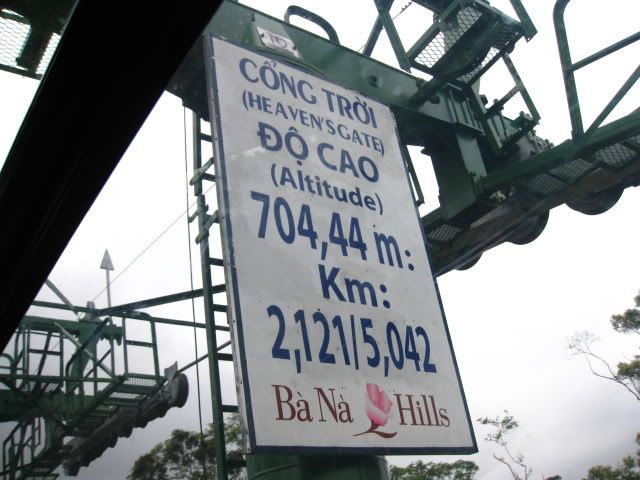 CỔNG TRỜI
(HEAVEN'S GATE)
ĐỘ CAO
(Altitude)
704,44 m:
Km:
2,121/5,042
Bà Nà Hills